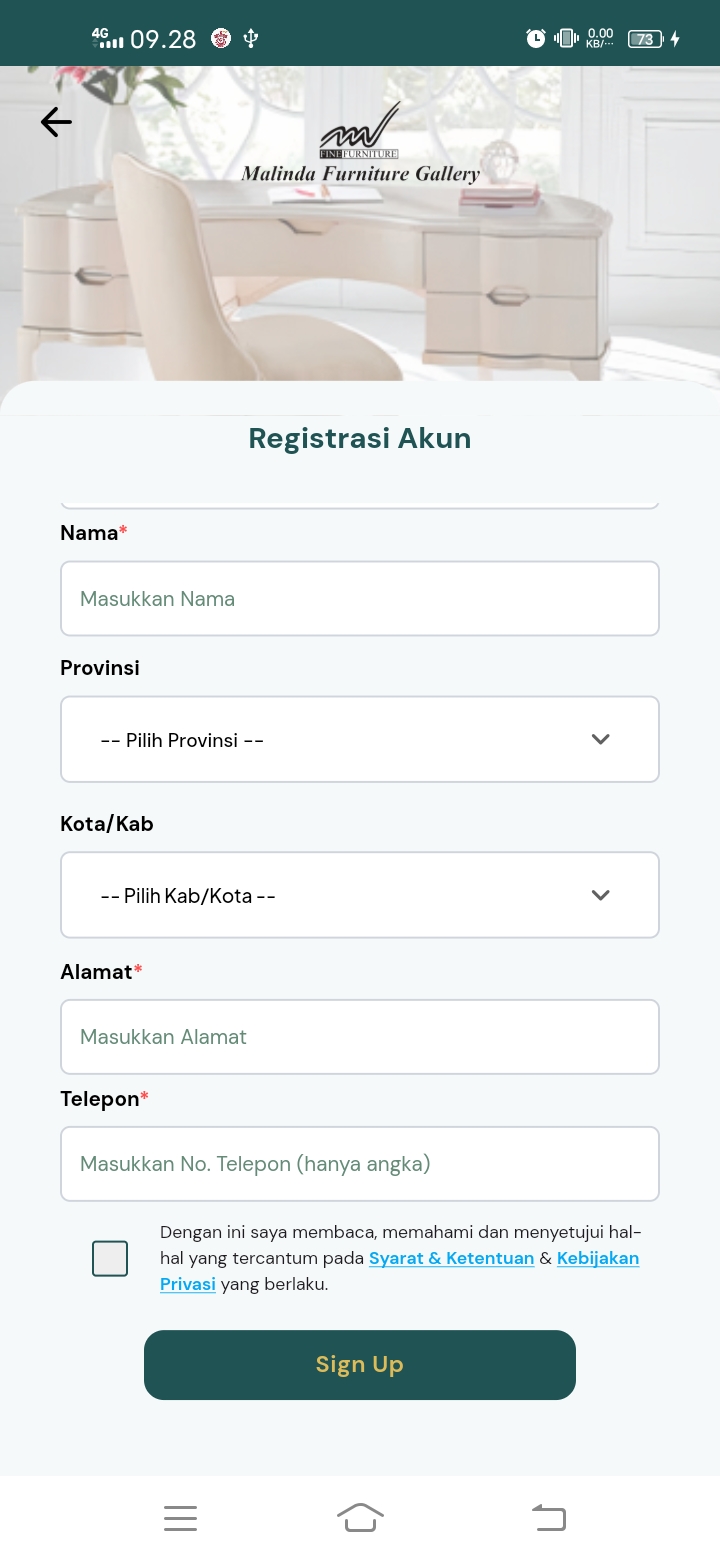 4G 09.28 0.00 KB/... 73
FINE FURNITURE
Malinda Furniture Gallery
Registrasi Akun
Nama*
Masukkan Nama
Provinsi
-- Pilih Provinsi --
Kota/Kab
-- Pilih Kab/Kota --
Alamat*
Masukkan Alamat
Telepon*
Masukkan No. Telepon (hanya angka)
Dengan ini saya membaca, memahami dan menyetujui hal-
hal yang tercantum pada Syarat & Ketentuan & Kebijakan
Privasi yang berlaku.
Sign Up